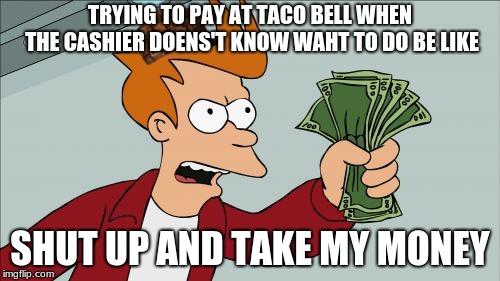 TRYING TO PAY AT TACO BELL WHEN
THE CASHIER DOENS'T KNOW WAHT TO DO BE LIKE
SHUT UP AND TAKE MY MONEY
imgflip.com